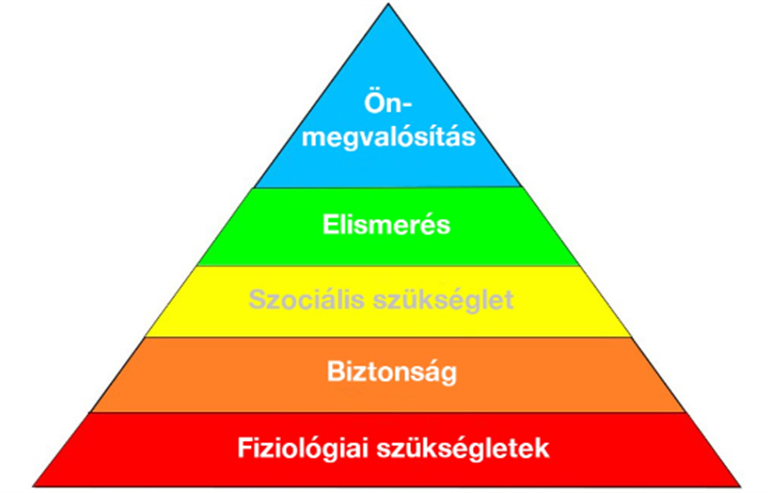 Ön-
megvalósítás
Elismerés
Szociális szükséglet
Biztonság
Fiziológiai szükségletek